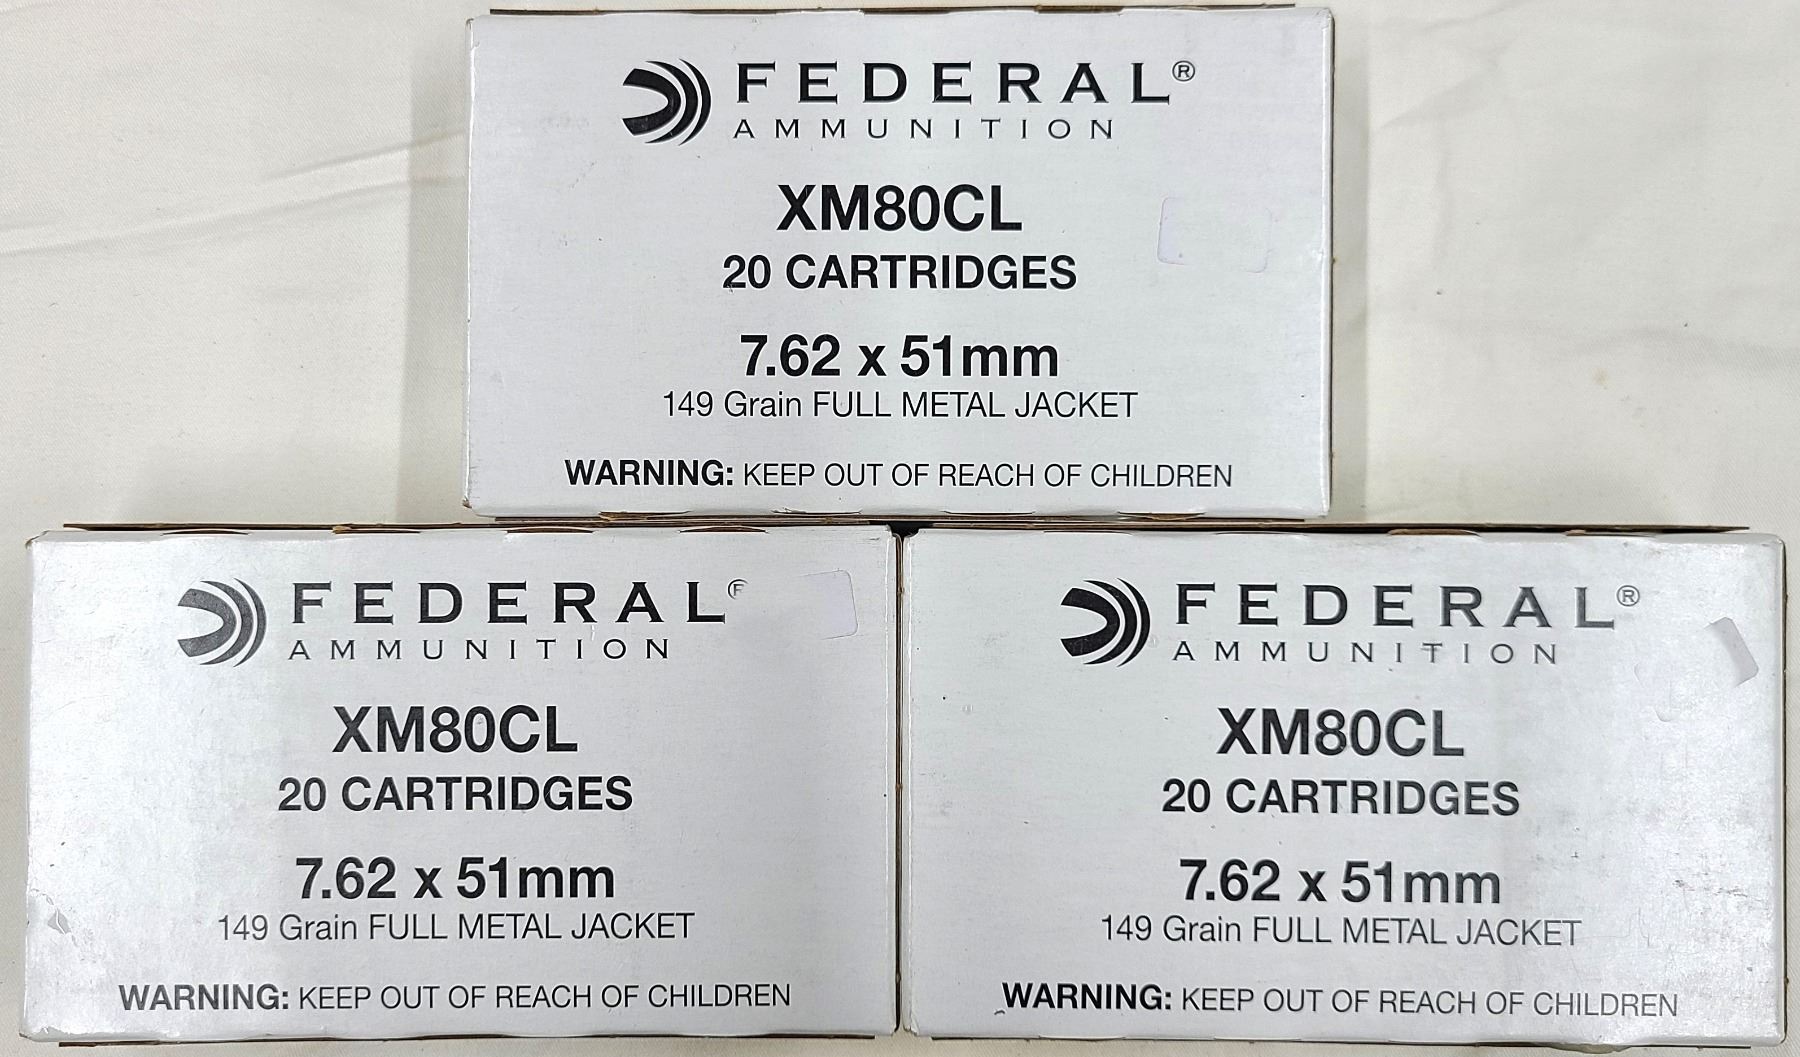 FEDERAL®
AMMUNITION
XM80CL
20 CARTRIDGES
7.62 x 51mm
149 Grain FULL METAL JACKET
WARNING: KEEP OUT OF REACH OF CHILDREN
FEDERAL®
AMMUNITION
XM80CL
20 CARTRIDGES
7.62 x 51mm
149 Grain FULL METAL JACKET
WARNING: KEEP OUT OF REACH OF CHILDREN
FEDERAL®
AMMUNITION
XM80CL
20 CARTRIDGES
7.62 x 51mm
149 Grain FULL METAL JACKET
WARNING: KEEP OUT OF REACH OF CHILDREN